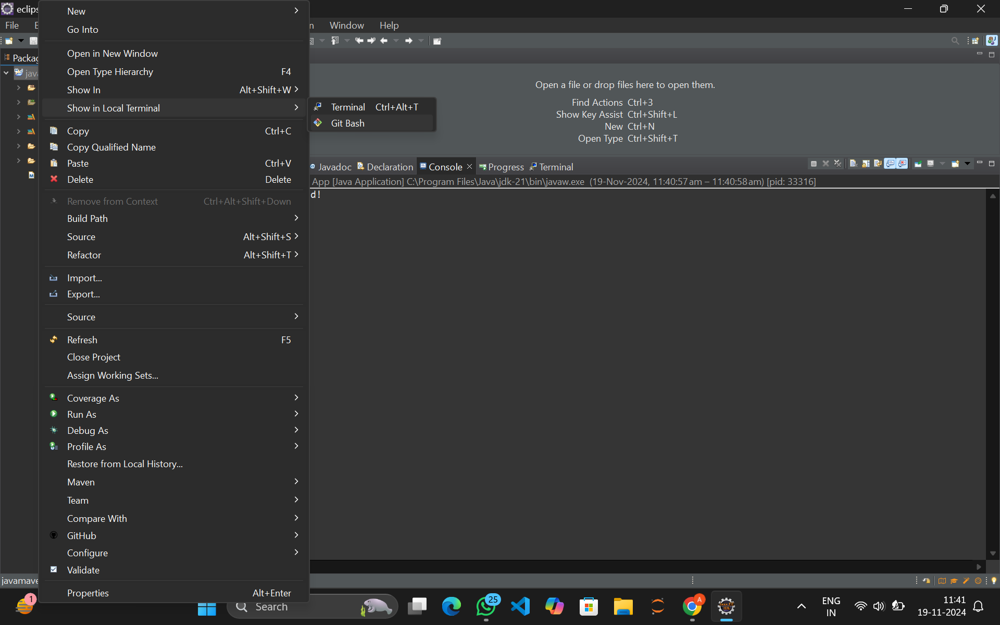 eclips
File
Window
Help
Packag
jav
New
Go Into
Open in New Window
Open Type Hierarchy F4
Show In Alt+Shift+W
Show in Local Terminal
Copy Ctrl+C
Copy Qualified Name
Paste Ctrl+V
Delete Delete
Remove from Context Ctrl+Alt+Shift+Down
Build Path
Source Alt+Shift+S
Refactor Alt+Shift+T
Import...
Export...
Source
Refresh F5
Close Project
Assign Working Sets...
Coverage As
Run As
Debug As
Profile As
Restore from Local History...
Maven
Team
Compare With
GitHub
Configure
Validate
Properties Alt+Enter
Terminal Ctrl+Alt+T
Git Bash
Open a file or drop files here to open them.
Find Actions Ctrl+3
Show Key Assist Ctrl+Shift+L
New Ctrl+N
Open Type Ctrl+Shift+T
Javadoc Declaration Console Progress Terminal
App [Java Application] C:\Program Files\Java\jdk-21\bin\javaw.exe (19-Nov-2024, 11:40:57 am – 11:40:58 am) [pid: 33316]
d!
javamave
1
Search
25
A
Java EE
IDE
ENG
IN
11:41
19-11-2024